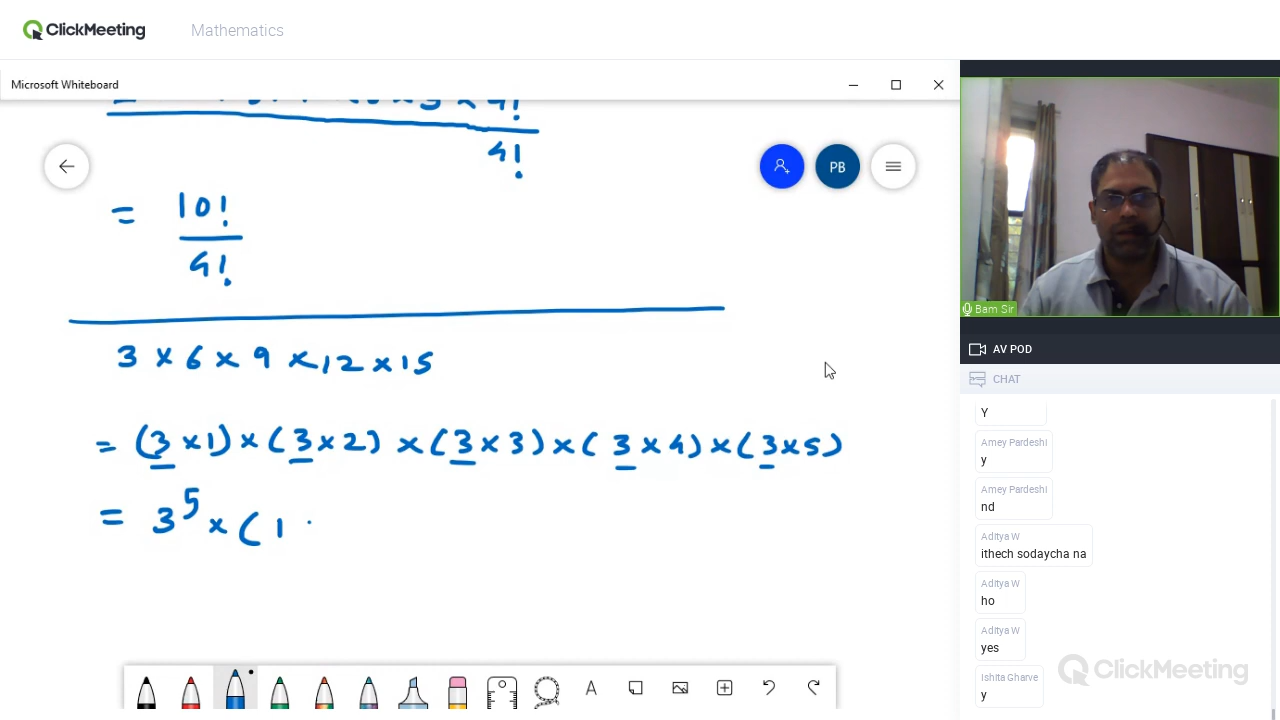 ClickMeeting Mathematics
Microsoft Whiteboard
4!
PB
= 10!
4!
3 × 6 × 9 × 12 × 15
= (3 × 1) × (3 × 2) × (3 × 3) × (3 × 4) × (3 × 5)
= 3⁵ × (1
A
Bam Sir
AV POD
CHAT
Y
Amey Pardeshi
y
Amey Pardeshi
nd
Aditya W
ithech sodaycha na
Aditya W
ho
Aditya W
yes
Ishita Gharve
y
ClickMeeting